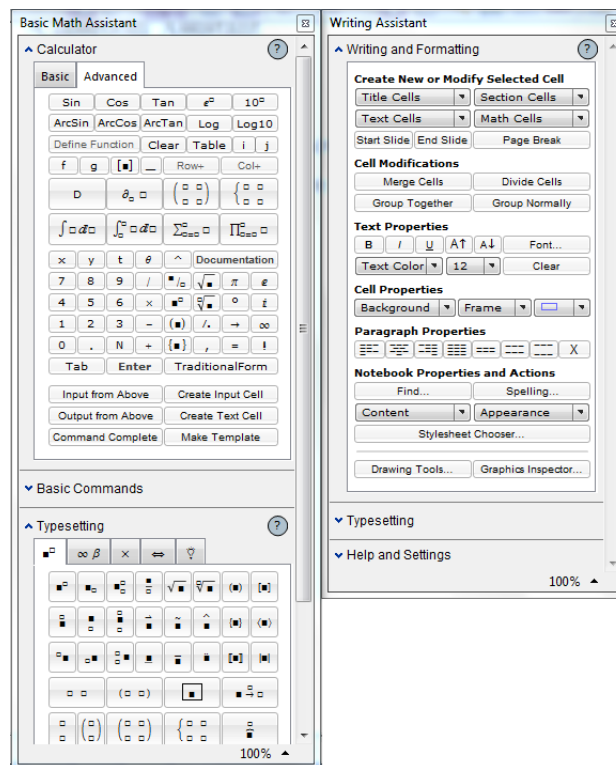 Basic Math Assistant
Calculator ?
Basic Advanced
Sin Cos Tan ℯ▫ 10▫
ArcSin ArcCos ArcTan Log Log10
Define Function Clear Table i j
f g [▪] __ Row+ Col+
D ∂▫ ▫ (▫ ▫ ▫ ▫) { ▫ ▫ ▫ ▫
∫▫ⅆ▫ ∫▫▫ ▫ⅆ▫ ∑▫▫=▫ ▫ ∏▫▫=▫ ▫
x y t θ ^ Documentation
7 8 9 / ▪/▫ √▪ π ℯ
4 5 6 × ▪▫ ▫√▪ ° ⅈ
1 2 3 − (▪) /. → ∞
0 . N + {▪} , = !
Tab Enter TraditionalForm
Input from Above Create Input Cell
Output from Above Create Text Cell
Command Complete Make Template
Basic Commands
Typesetting ?
∞ β × ⇔
100%
Writing Assistant
Writing and Formatting ?
Create New or Modify Selected Cell
Title Cells Section Cells
Text Cells Math Cells
Start Slide End Slide Page Break
Cell Modifications
Merge Cells Divide Cells
Group Together Group Normally
Text Properties
B I U A↑ A↓ Font...
Text Color 12 Clear
Cell Properties
Background Frame
Paragraph Properties
X
Notebook Properties and Actions
Find... Spelling...
Content Appearance
Stylesheet Chooser...
Drawing Tools... Graphics Inspector...
Typesetting
Help and Settings
100%